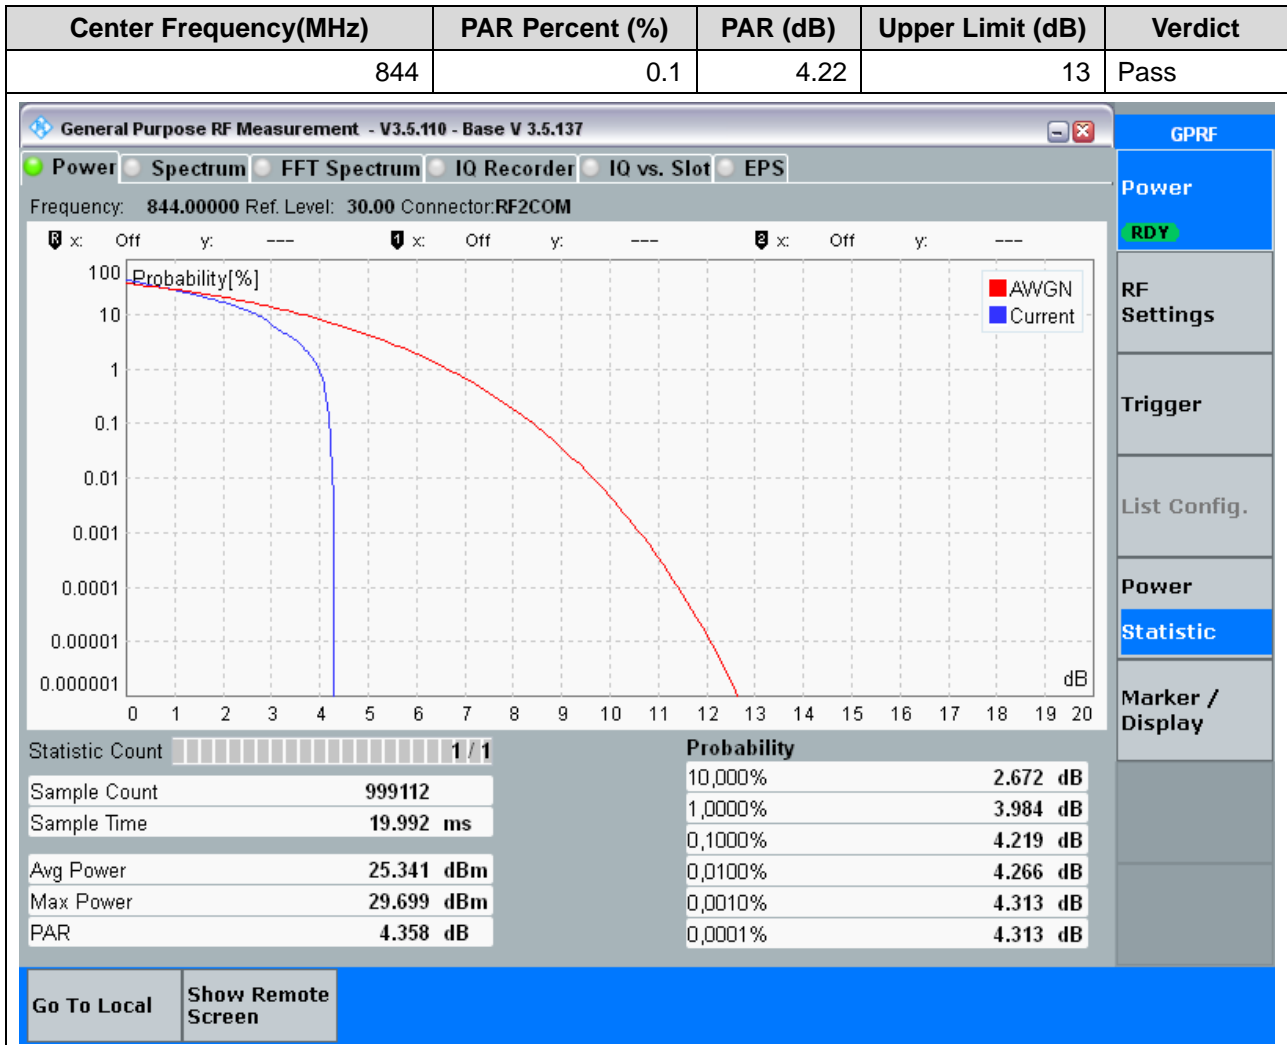 Center Frequency(MHz) PAR Percent (%) PAR (dB) Upper Limit (dB) Verdict
844 0.1 4.22 13 Pass
General Purpose RF Measurement - V3.5.110 - Base V 3.5.137
GPRF
Power Spectrum FFT Spectrum IQ Recorder IQ vs. Slot EPS
Frequency: 844.00000 Ref. Level: 30.00 Connector:RF2COM
R x: Off y: --- 1 x: Off y: --- 2 x: Off y: ---
Probability[%]
100
10
1
0.1
0.01
0.001
0.0001
0.00001
0.000001
AWGN
Current
dB
0 1 2 3 4 5 6 7 8 9 10 11 12 13 14 15 16 17 18 19 20
Statistic Count 1 / 1
Sample Count 999112
Sample Time 19.992 ms
Avg Power 25.341 dBm
Max Power 29.699 dBm
PAR 4.358 dB
Probability
10,000% 2.672 dB
1,0000% 3.984 dB
0,1000% 4.219 dB
0,0100% 4.266 dB
0,0010% 4.313 dB
0,0001% 4.313 dB
Power
RDY
RF
Settings
Trigger
List Config.
Power
Statistic
Marker /
Display
Go To Local
Show Remote
Screen